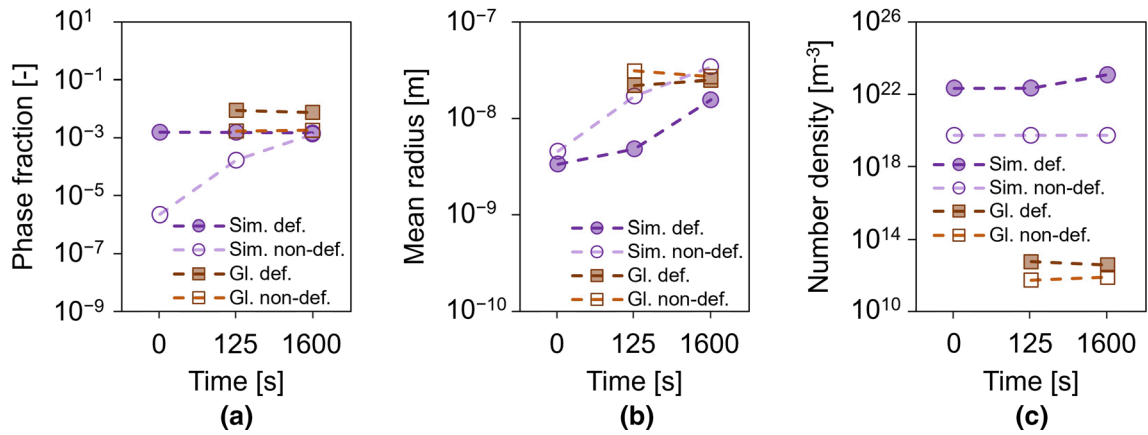 Phase fraction [-]
10¹
10⁻¹
10⁻³
10⁻⁵
10⁻⁷
10⁻⁹
Sim. def.
Sim. non-def.
Gl. def.
Gl. non-def.
0 125 1600
Time [s]
(a)
Mean radius [m]
10⁻⁷
10⁻⁸
10⁻⁹
10⁻¹⁰
Sim. def.
Sim. non-def.
Gl. def.
Gl. non-def.
0 125 1600
Time [s]
(b)
Number density [m⁻³]
10²⁶
10²²
10¹⁸
10¹⁴
10¹⁰
Sim. def.
Sim. non-def.
Gl. def.
Gl. non-def.
0 125 1600
Time [s]
(c)